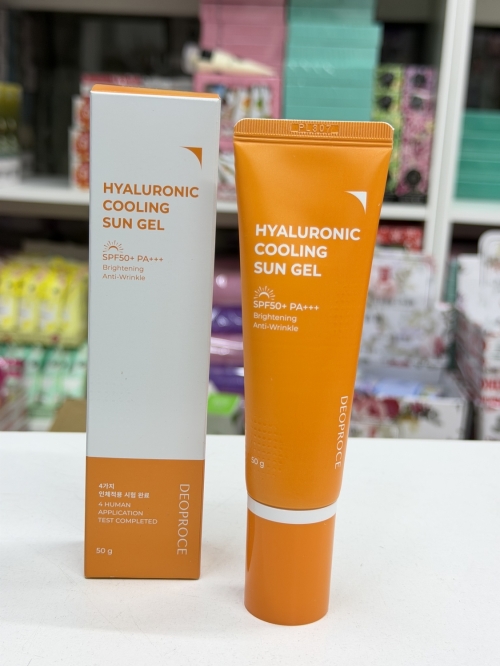 HYALURONIC
COOLING
SUN GEL
SPF50+ PA+++
Brightening
Anti-Wrinkle
4가지
인체적용 시험 완료
4 HUMAN
APPLICATION
TEST COMPLETED
50 g
DEOPROCE
HYALURONIC
COOLING
SUN GEL
SPF50+ PA+++
Brightening
Anti-Wrinkle
DEOPROCE
50 g